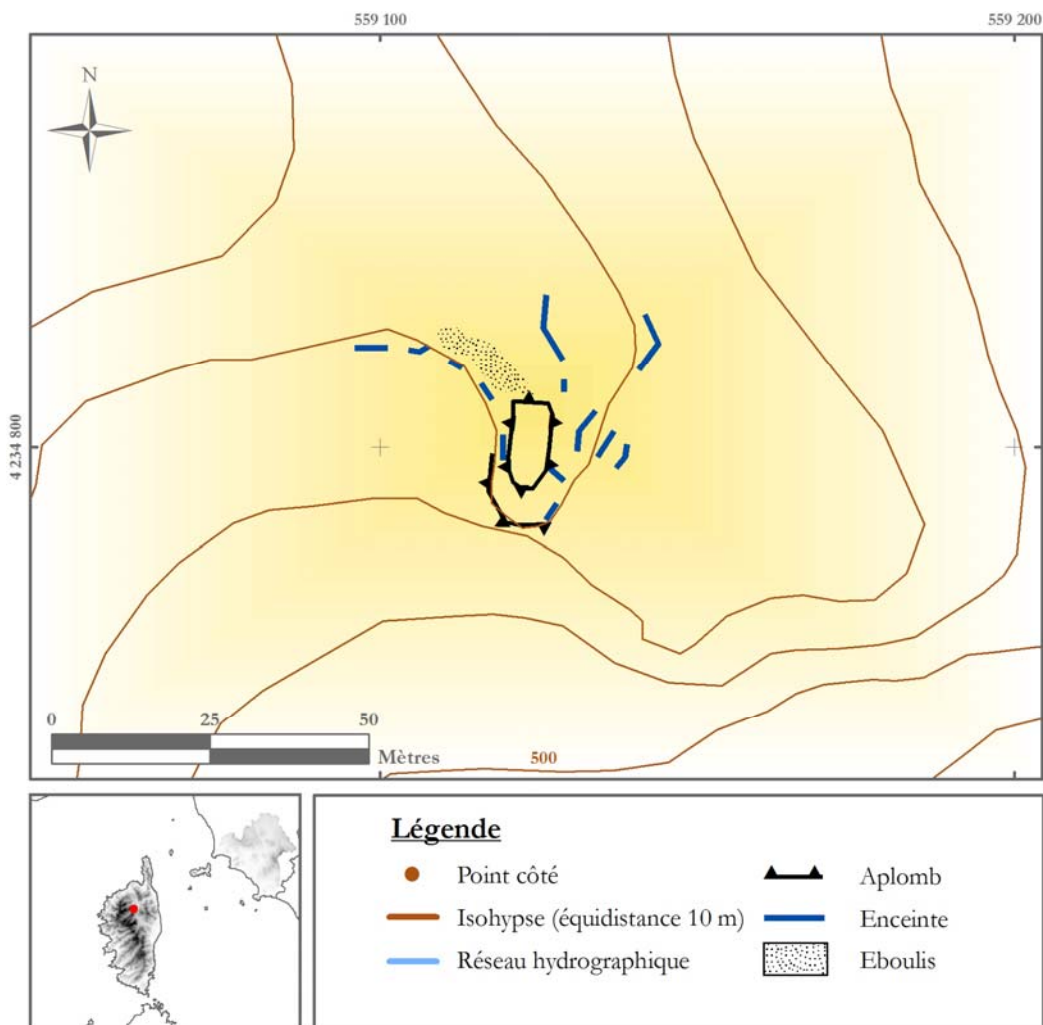 559 100
559 200
N
4 234 800
0
25
50
Mètres
500
Légende
Point côté
Isohypse (équidistance 10 m)
Réseau hydrographique
Aplomb
Enceinte
Eboulis